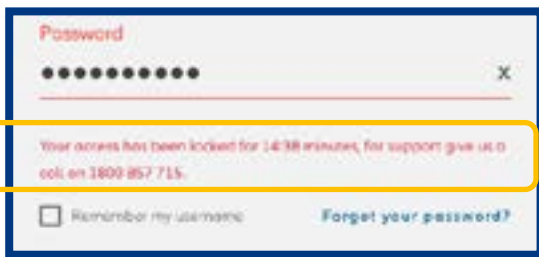 Password
●●●●●●●●●● X
Your access has been locked for 14:38 minutes, for support give us a
call on 1800 857 715.
Remember my username Forgot your password?